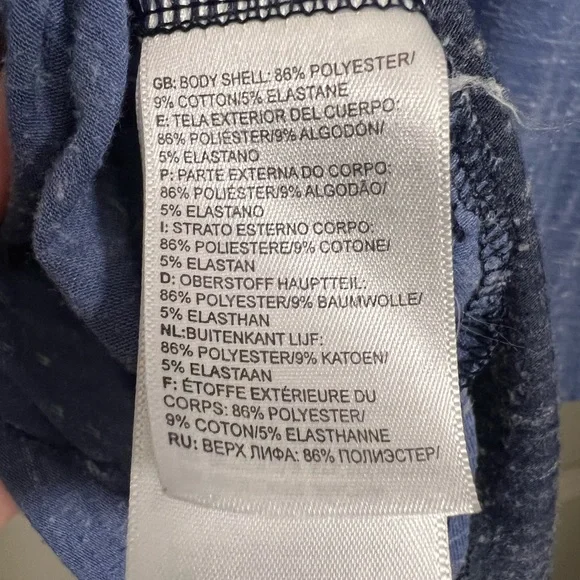 GB: BODY SHELL: 86% POLYESTER/
9% COTTON/5% ELASTANE
E: TELA EXTERIOR DEL CUERPO:
86% POLIÉSTER/9% ALGODÓN/
5% ELASTANO
P: PARTE EXTERNA DO CORPO:
86% POLIÉSTER/9% ALGODÃO/
5% ELASTANO
I: STRATO ESTERNO CORPO:
86% POLIESTERE/9% COTONE/
5% ELASTAN
D: OBERSTOFF HAUPTTEIL:
86% POLYESTER/9% BAUMWOLLE/
5% ELASTHAN
NL:BUITENKANT LIJF:
86% POLYESTER/9% KATOEN/
5% ELASTAAN
F: ÉTOFFE EXTÉRIEURE DU
CORPS: 86% POLYESTER/
9% COTON/5% ELASTHANNE
RU: ВЕРХ ЛИФА: 86% ПОЛИЭСТЕР/